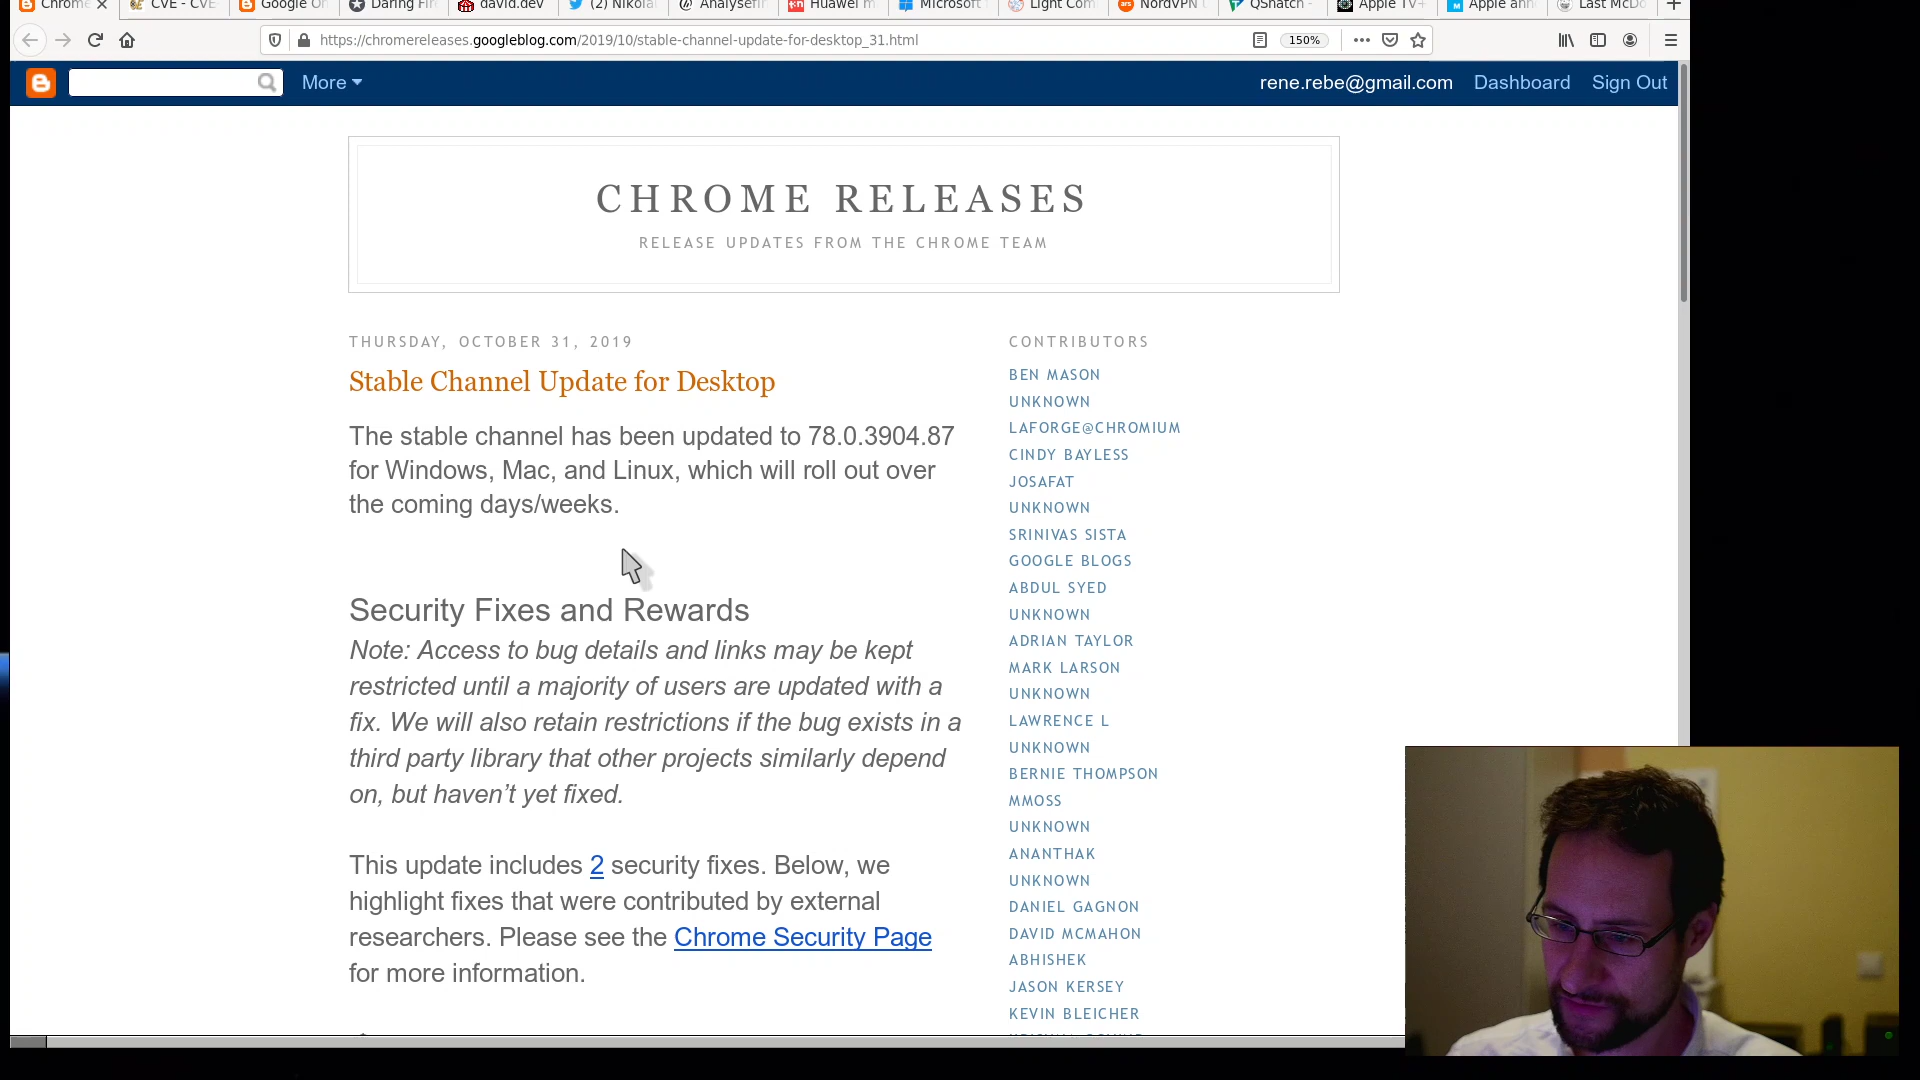 Chrome
CVE - CVE
Google On
Daring Fir
david.dev
(2) Nikola
Analysefir
Huawei m
Microsoft
Light Com
NordVPN
QSnatch -
Apple TV+
Apple ann
Last McDo
https://chromereleases.googleblog.com/2019/10/stable-channel-update-for-desktop_31.html
150%
More
rene.rebe@gmail.com
Dashboard
Sign Out
CHROME RELEASES
RELEASE UPDATES FROM THE CHROME TEAM
THURSDAY, OCTOBER 31, 2019
Stable Channel Update for Desktop
The stable channel has been updated to 78.0.3904.87
for Windows, Mac, and Linux, which will roll out over
the coming days/weeks.
Security Fixes and Rewards
Note: Access to bug details and links may be kept
restricted until a majority of users are updated with a
fix. We will also retain restrictions if the bug exists in a
third party library that other projects similarly depend
on, but haven’t yet fixed.
This update includes 2 security fixes. Below, we
highlight fixes that were contributed by external
researchers. Please see the Chrome Security Page
for more information.
CONTRIBUTORS
BEN MASON
UNKNOWN
LAFORGE@CHROMIUM
CINDY BAYLESS
JOSAFAT
UNKNOWN
SRINIVAS SISTA
GOOGLE BLOGS
ABDUL SYED
UNKNOWN
ADRIAN TAYLOR
MARK LARSON
UNKNOWN
LAWRENCE L
UNKNOWN
BERNIE THOMPSON
MMOSS
UNKNOWN
ANANTHAK
UNKNOWN
DANIEL GAGNON
DAVID MCMAHON
ABHISHEK
JASON KERSEY
KEVIN BLEICHER